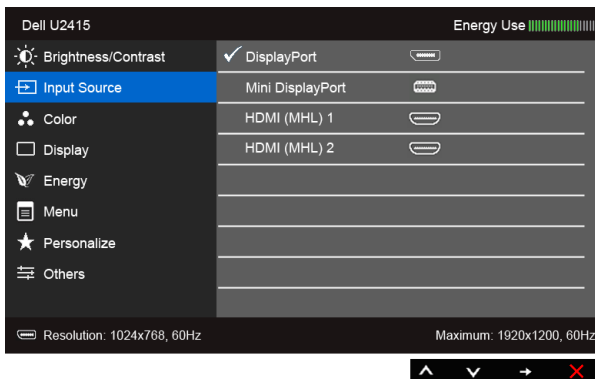 Dell U2415 Energy Use
Brightness/Contrast DisplayPort
Input Source Mini DisplayPort
Color HDMI (MHL) 1
Display HDMI (MHL) 2
Energy
Menu
Personalize
Others
Resolution: 1024x768, 60Hz Maximum: 1920x1200, 60Hz